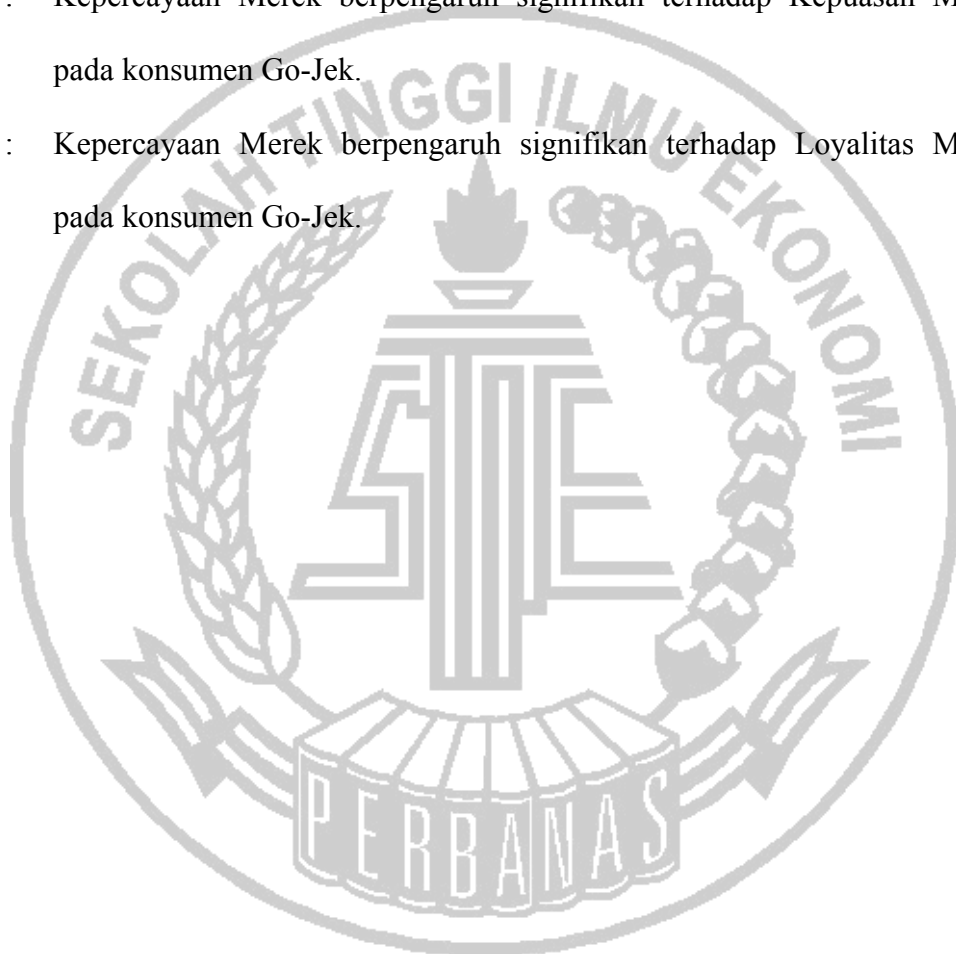 : Kepercayaan Merek berpengaruh signifikan terhadap Kepuasan M
pada konsumen Go-Jek.
: Kepercayaan Merek berpengaruh signifikan terhadap Loyalitas M
pada konsumen Go-Jek.
SEKOLAH TINGGI ILMU EKONOMI
PERBANAS